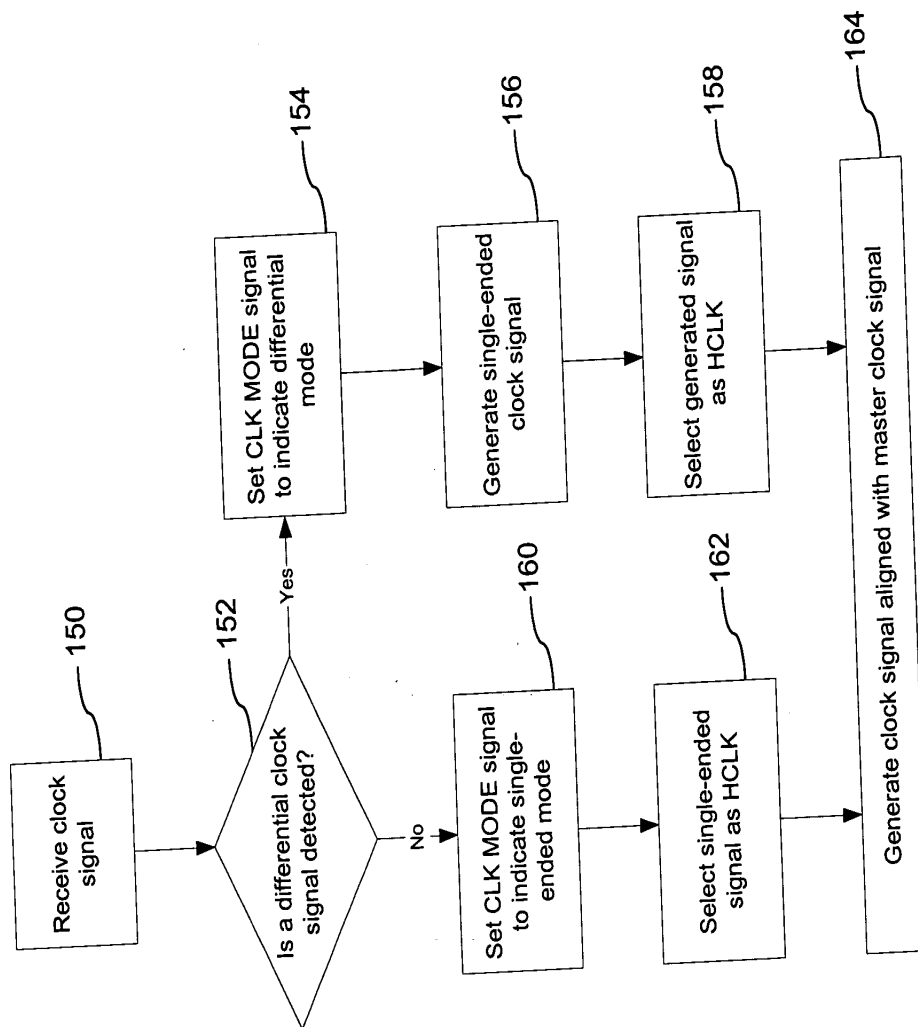 Receive clock
signal
150
Is a differential clock
signal detected?
152
Yes
No
Set CLK MODE signal
to indicate differential
mode
154
Generate single-ended
clock signal
156
Select generated signal
as HCLK
158
Set CLK MODE signal
to indicate single-
ended mode
160
Select single-ended
signal as HCLK
162
Generate clock signal aligned with master clock signal
164